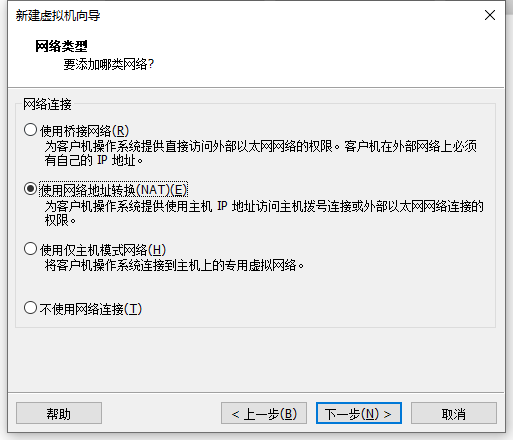 新建虚拟机向导
网络类型
要添加哪类网络?
网络连接
使用桥接网络(R)
为客户机操作系统提供直接访问外部以太网网络的权限。客户机在外部网络上必须
有自己的 IP 地址。
使用网络地址转换(NAT)(E)
为客户机操作系统提供使用主机 IP 地址访问主机拨号连接或外部以太网网络连接的
权限。
使用仅主机模式网络(H)
将客户机操作系统连接到主机上的专用虚拟网络。
不使用网络连接(T)
帮助
< 上一步(B)
下一步(N) >
取消